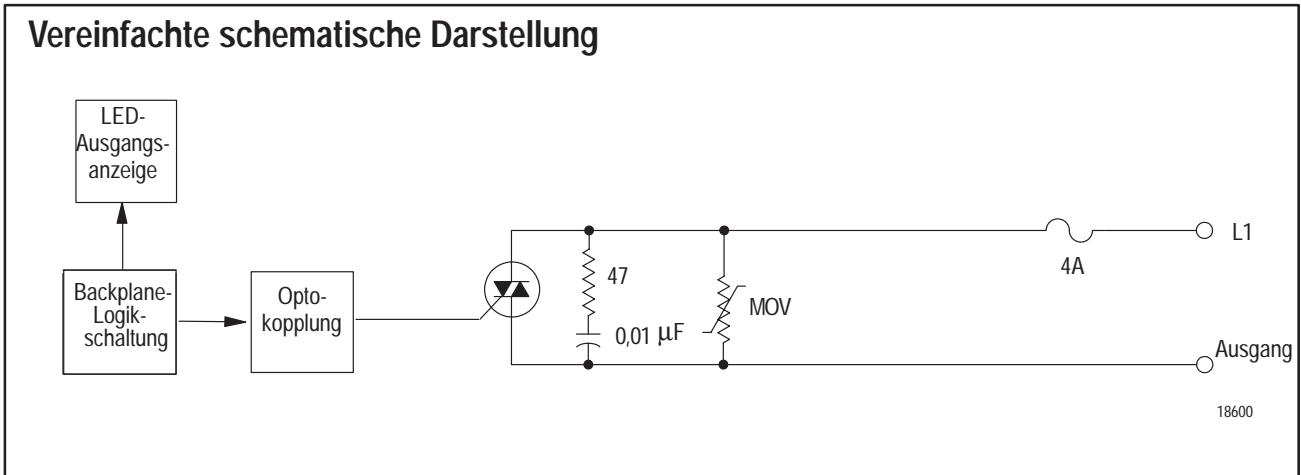 Vereinfachte schematische Darstellung
LED-
Ausgangs-
anzeige
Backplane-
Logik-
schaltung
Opto-
kopplung
47
0,01 µF
MOV
4A
L1
Ausgang
18600